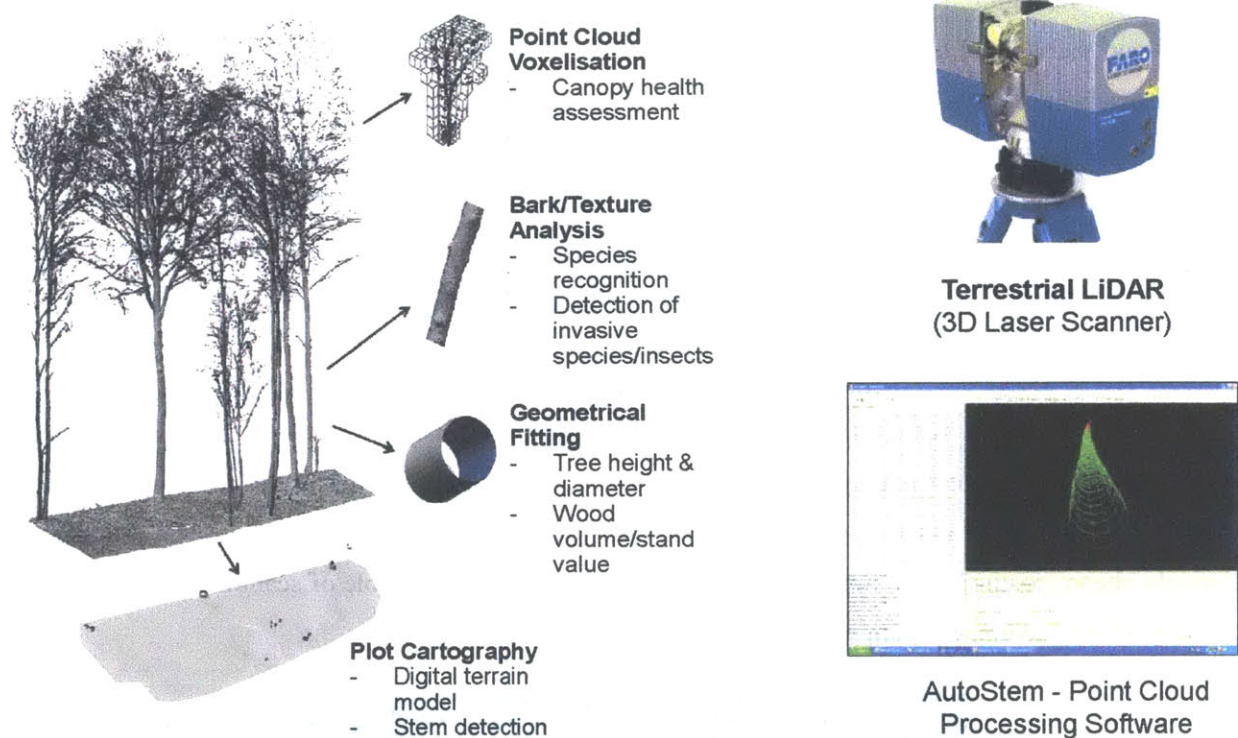 Point Cloud
Voxelisation
- Canopy health
assessment
Bark/Texture
Analysis
- Species
recognition
- Detection of
invasive
species/insects
Geometrical
Fitting
- Tree height &
diameter
- Wood
volume/stand
value
Plot Cartography
- Digital terrain
model
- Stem detection
FARO
Terrestrial LiDAR
(3D Laser Scanner)
AutoStem - Point Cloud
Processing Software